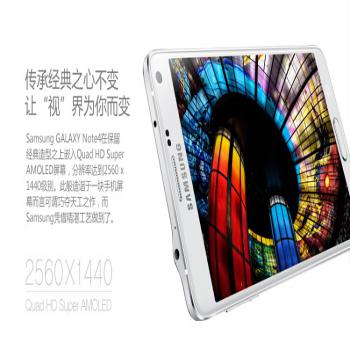 传承经典之心不变
让“视”界为你而变
Samsung GALAXY Note4在保留
经典造型之上嵌入Quad HD Super
AMOLED屏幕，分辨率达到2560 x
1440级别。此般造诣于一块手机屏
幕而言可谓巧夺天工之作，而
Samsung凭借精湛工艺做到了。
2560X1440
Quad HD Super AMOLED
SAMSUNG